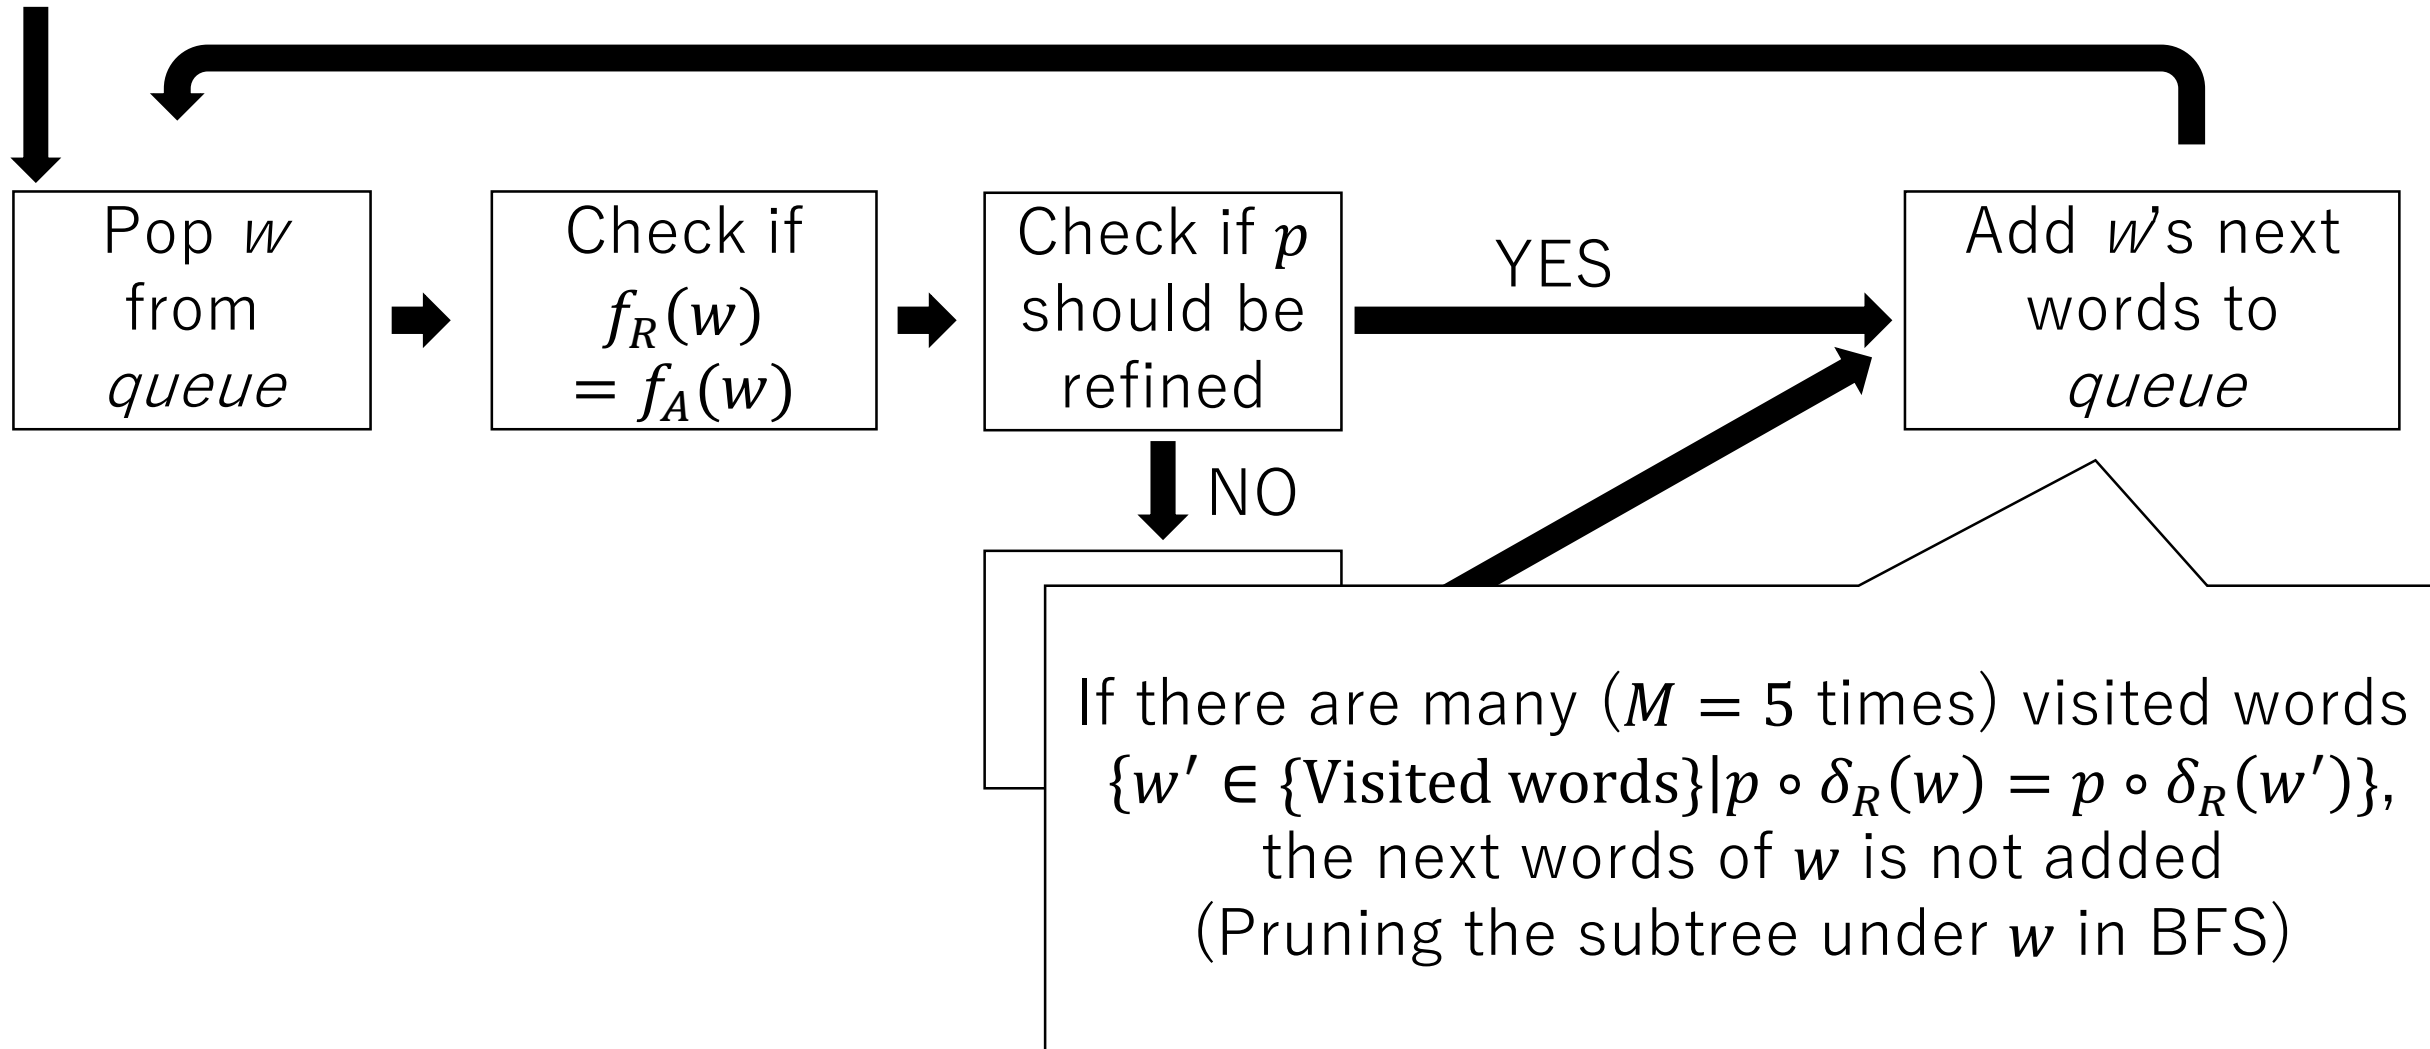 Pop w
from
queue
Check if
f_R(w)
= f_A(w)
Check if p
should be
refined
YES
Add w's next
words to
queue
NO
If there are many (M = 5 times) visited words
{w′ ∈ {Visited words}|p ∘ δ_R(w) = p ∘ δ_R(w′)},
the next words of w is not added
(Pruning the subtree under w in BFS)